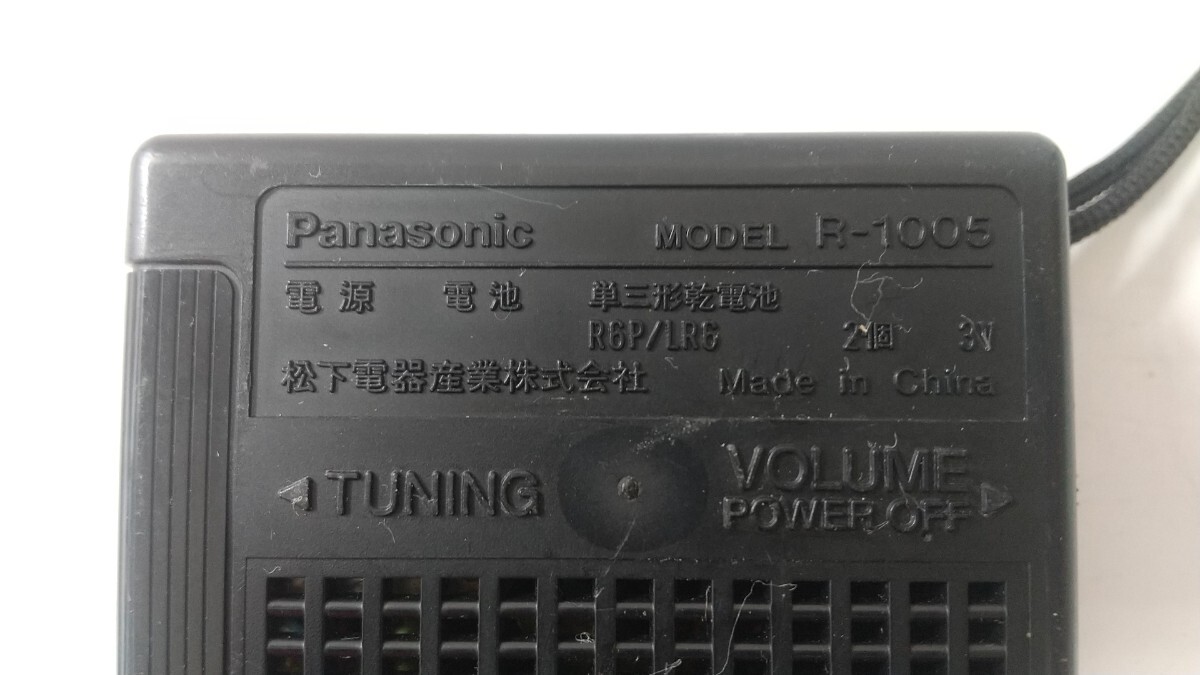 Panasonic MODEL R-1005
電源 電池 単三形乾電池
R6P/LR6 2個 3V
松下電器産業株式会社 Made in China
◁TUNING
VOLUME
POWER OFF▷